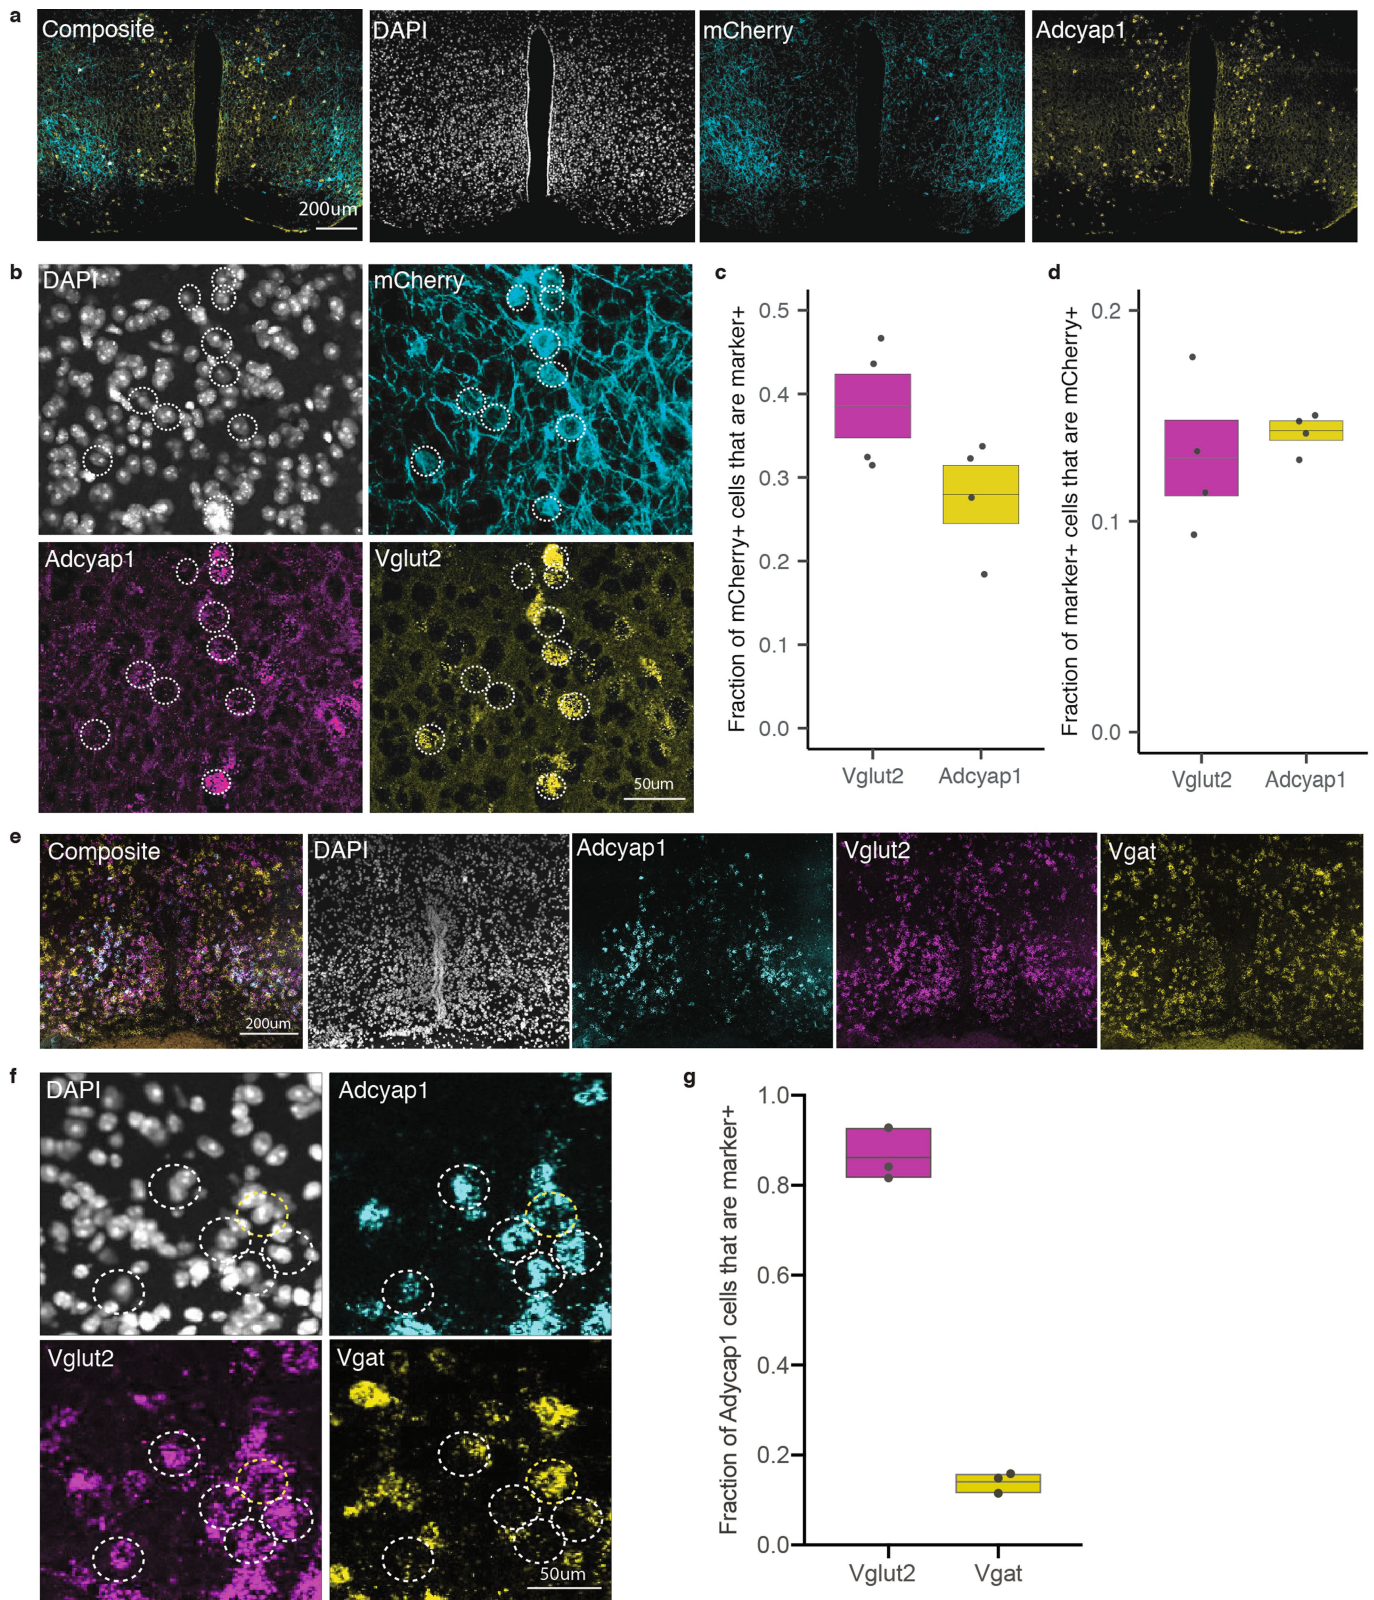 a
Composite
DAPI
mCherry
Adcyap1
200um
b
DAPI
mCherry
Adcyap1
Vglut2
50um
c
Fraction of mCherry+ cells that are marker+
0.5
0.4
0.3
0.2
0.1
0.0
Vglut2
Adcyap1
d
Fraction of marker+ cells that are mCherry+
0.2
0.1
0.0
Vglut2
Adcyap1
e
Composite
DAPI
Adcyap1
Vglut2
Vgat
200um
f
DAPI
Adcyap1
Vglut2
Vgat
50um
g
Fraction of Adycap1 cells that are marker+
1.0
0.8
0.6
0.4
0.2
0.0
Vglut2
Vgat